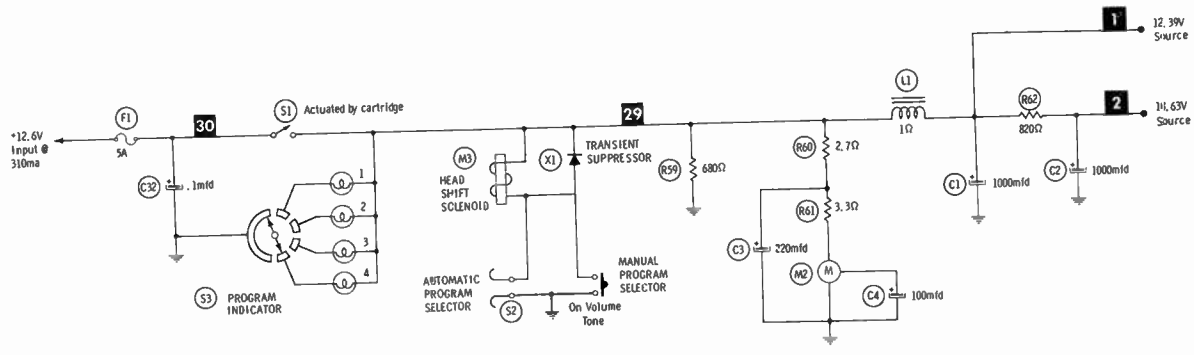 1
12.39V
Source
L1
R62
2
10.63V
Source
1Ω
820Ω
C1
1000mfd
C2
1000mfd
F1
30
S1
Actuated by cartridge
29
+12.6V
Input @
310ma
5A
C32
.1mfd
M3
HEAD
SHIFT
SOLENOID
X1
TRANSIENT
SUPPRESSOR
R59
680Ω
R60
2.7Ω
R61
3.3Ω
C3
220mfd
M2
M
C4
100mfd
1
2
3
4
S3
PROGRAM
INDICATOR
AUTOMATIC
PROGRAM
SELECTOR
S2
MANUAL
PROGRAM
SELECTOR
On Volume
Tone